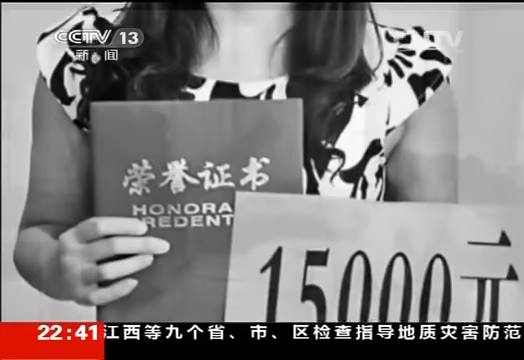 CCTV 13
新闻
CNTV
荣誉证书
HONORA
REDENT
15000元
22:41
江西等九个省、市、区检查指导地质灾害防范